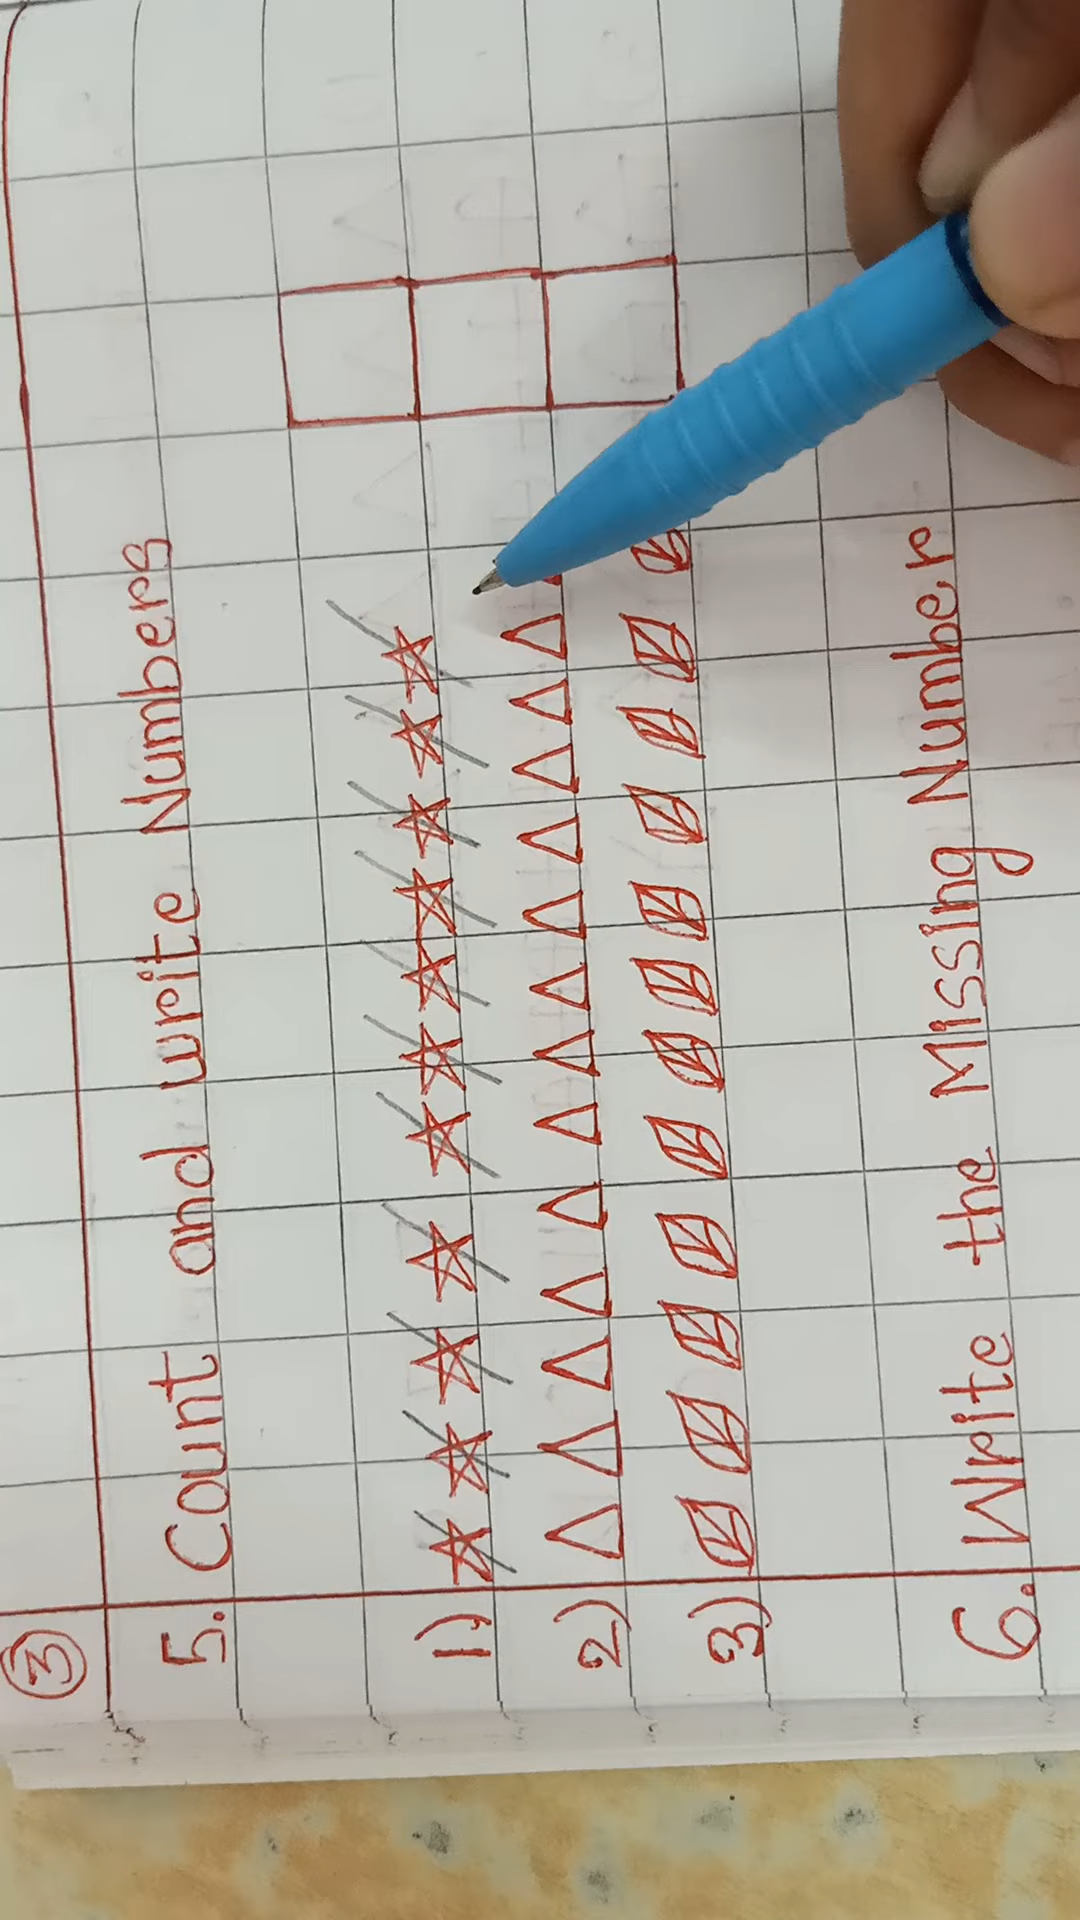 ③
5. Count and write Numbers
1)
2)
3)
6. Write the Missing Number